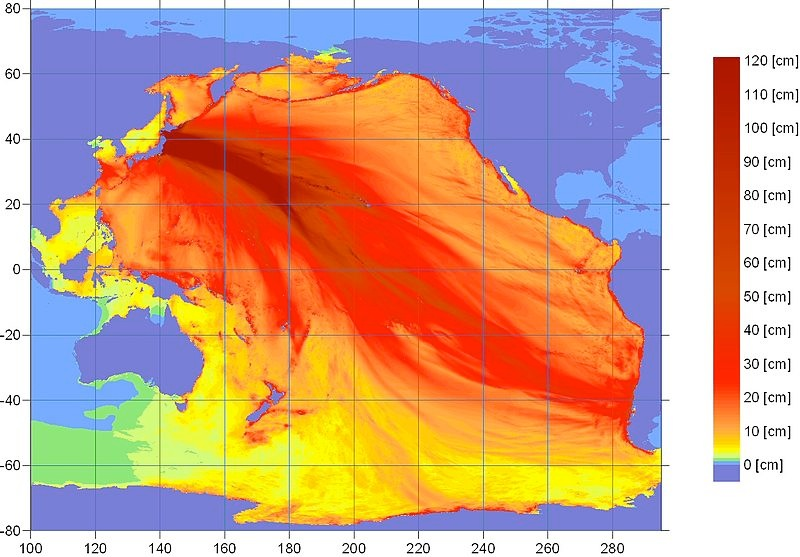 80
60
40
20
0
-20
-40
-60
-80
100 120 140 160 180 200 220 240 260 280
120 [cm]
110 [cm]
100 [cm]
90 [cm]
80 [cm]
70 [cm]
60 [cm]
50 [cm]
40 [cm]
30 [cm]
20 [cm]
10 [cm]
0 [cm]